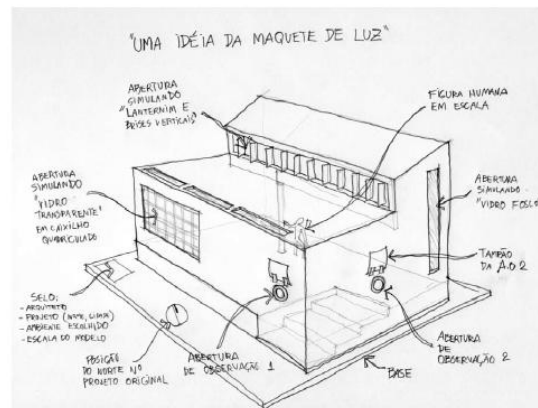 "UMA IDÉIA DA MAQUETE DE LUZ"
ABERTURA
SIMULANDO
"LANTERNIM E
BRISES VERTICAIS"
FIGURA HUMANA
EM ESCALA
ABERTURA
SIMULANDO
"VIDRO
TRANSPARENTE"
EM CAIXILHO
QUADRICULADO
ABERTURA
SIMULANDO
"VIDRO FOSCO"
TAMPÃO
DA A.O 2
SELO:
- ARQUITETO
- PROJETO (NOME, CIDADE)
- AMBIENTE ESCOLHIDO
- ESCALA DO MODELO
POSIÇÃO
DO NORTE NO
PROJETO ORIGINAL
ABERTURA
DE OBSERVAÇÃO 1
BASE
ABERTURA
DE OBSERVAÇÃO 2